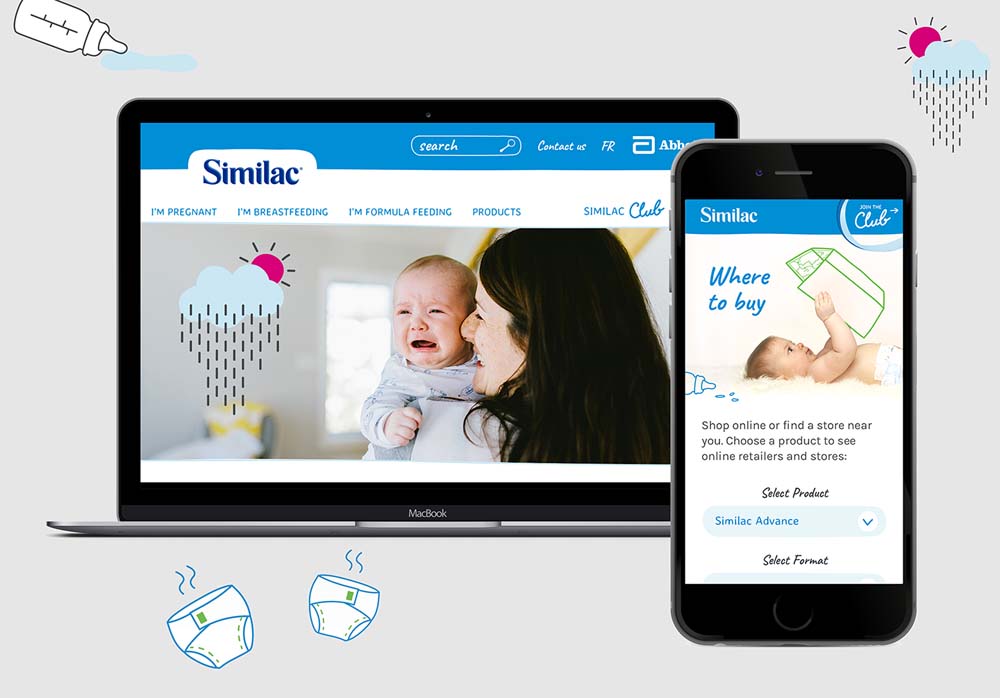 search
Contact us
FR
Similac
I'M PREGNANT
I'M BREASTFEEDING
I'M FORMULA FEEDING
PRODUCTS
SIMILAC Club
MacBook
Similac
JOIN THE
Club
Where
to buy
Shop online or find a store near
you. Choose a product to see
online retailers and stores:
Select Product
Similac Advance
Select Format